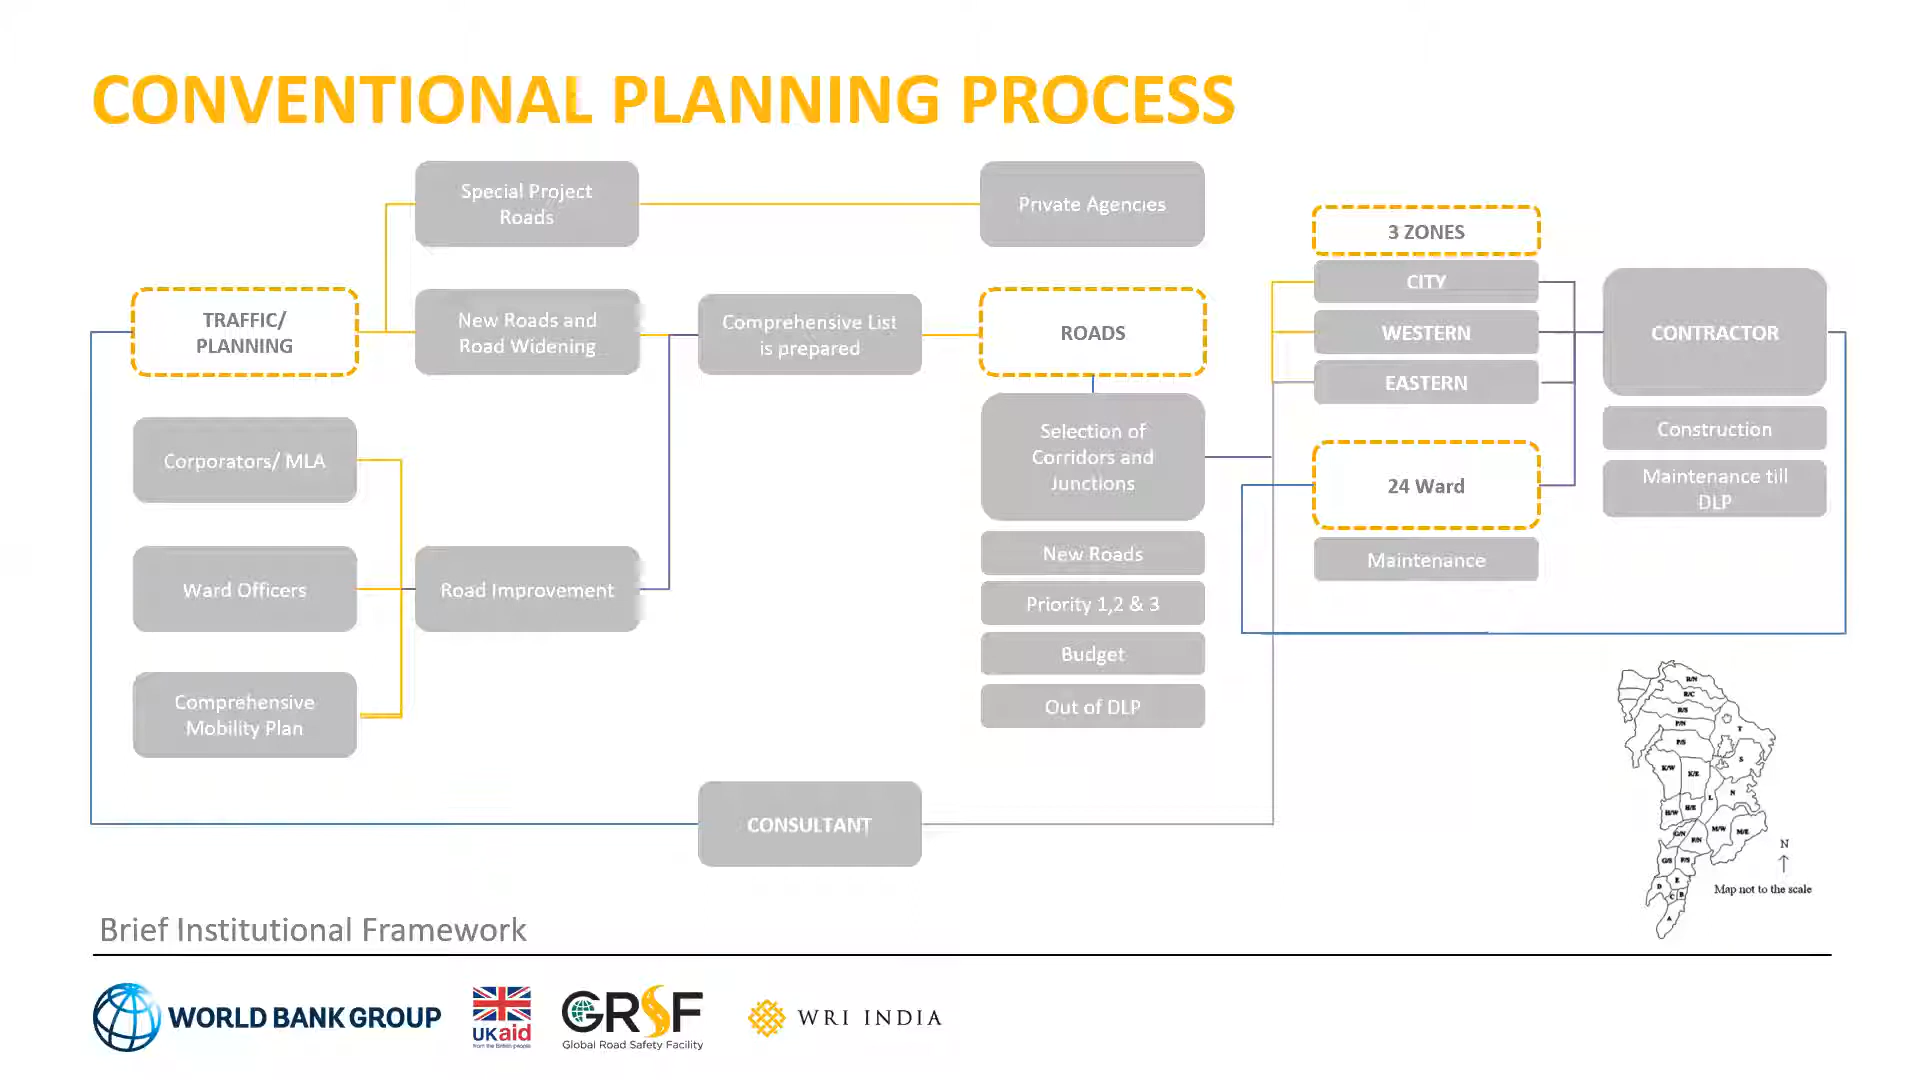 CONVENTIONAL PLANNING PROCESS
Special Project
Roads
Private Agencies
3 ZONES
CITY
WESTERN
EASTERN
TRAFFIC/
PLANNING
New Roads and
Road Widening
Comprehensive List
is prepared
ROADS
CONTRACTOR
Construction
Maintenance till
DLP
Corporators/ MLA
Selection of
Corridors and
Junctions
24 Ward
Maintenance
Ward Officers
Road Improvement
New Roads
Priority 1,2 & 3
Budget
Out of DLP
Comprehensive
Mobility Plan
CONSULTANT
R/N
R/C
R/S
P/N
T
P/S
S
K/W
K/E
N
L
H/W
H/E
M/W
M/E
G/N
F/N
G/S
F/S
D
E
C
B
A
N
Map not to the scale
Brief Institutional Framework
WORLD BANK GROUP
UKaid
from the British people
GRSF
Global Road Safety Facility
WRI INDIA